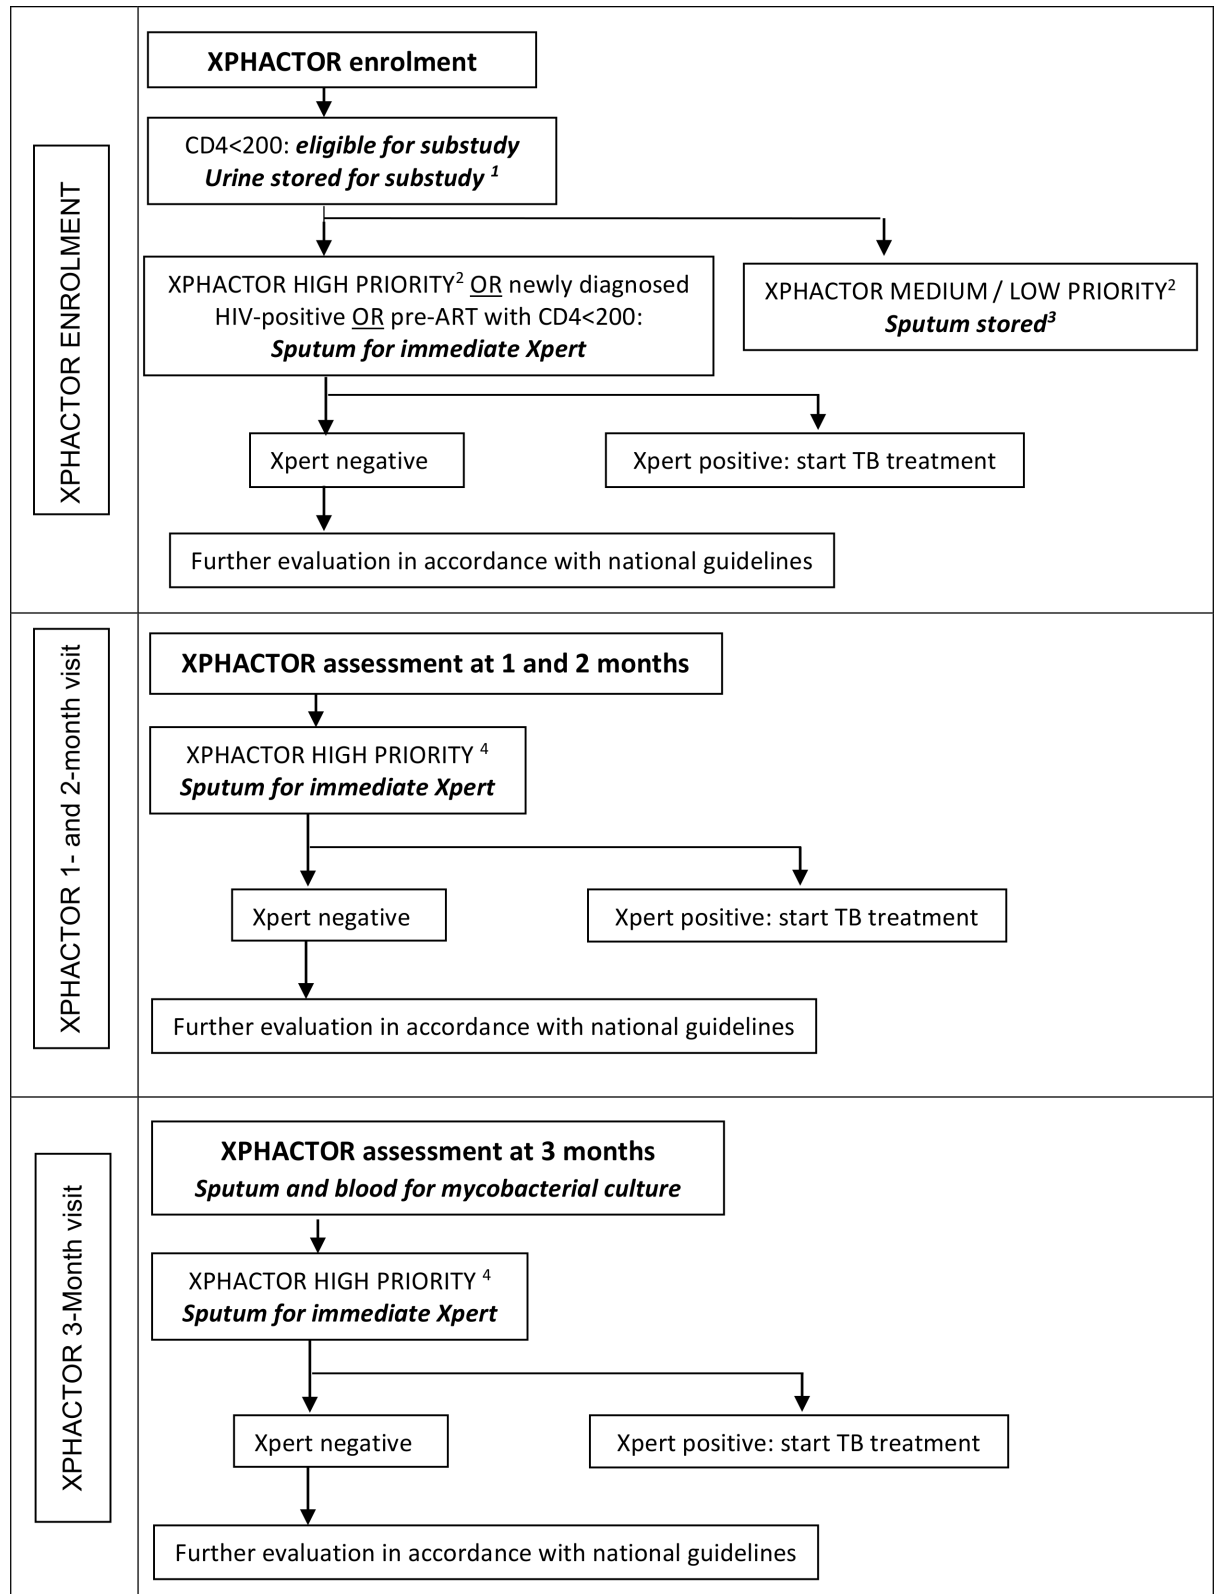 XPHACTOR ENROLMENT
XPHACTOR enrolment
CD4<200: eligible for substudy
Urine stored for substudy 1
XPHACTOR HIGH PRIORITY2 OR newly diagnosed
HIV-positive OR pre-ART with CD4<200:
Sputum for immediate Xpert
XPHACTOR MEDIUM / LOW PRIORITY2
Sputum stored3
Xpert negative
Xpert positive: start TB treatment
Further evaluation in accordance with national guidelines
XPHACTOR 1- and 2-month visit
XPHACTOR assessment at 1 and 2 months
XPHACTOR HIGH PRIORITY 4
Sputum for immediate Xpert
Xpert negative
Xpert positive: start TB treatment
Further evaluation in accordance with national guidelines
XPHACTOR 3-Month visit
XPHACTOR assessment at 3 months
Sputum and blood for mycobacterial culture
XPHACTOR HIGH PRIORITY 4
Sputum for immediate Xpert
Xpert negative
Xpert positive: start TB treatment
Further evaluation in accordance with national guidelines